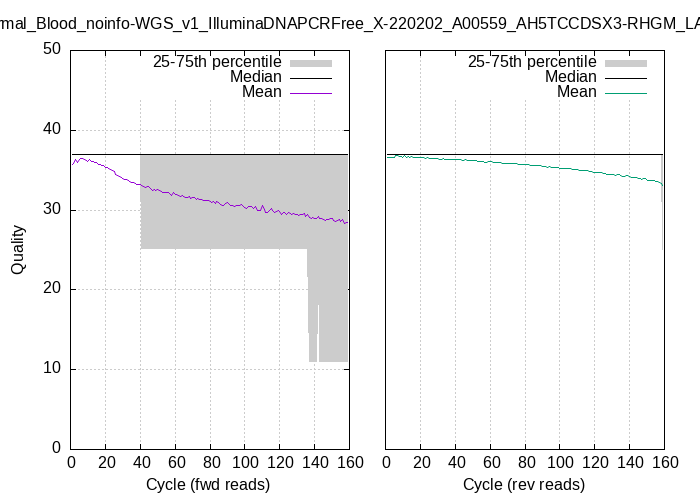 rmal_Blood_noinfo-WGS_v1_IlluminaDNAPCRFree_X-220202_A00559_AH5TCCDSX3-RHGM_LA
50
40
30
20
10
0
Quality
25-75th percentile
Median
Mean
0 20 40 60 80 100 120 140 160
Cycle (fwd reads)
25-75th percentile
Median
Mean
0 20 40 60 80 100 120 140 160
Cycle (rev reads)